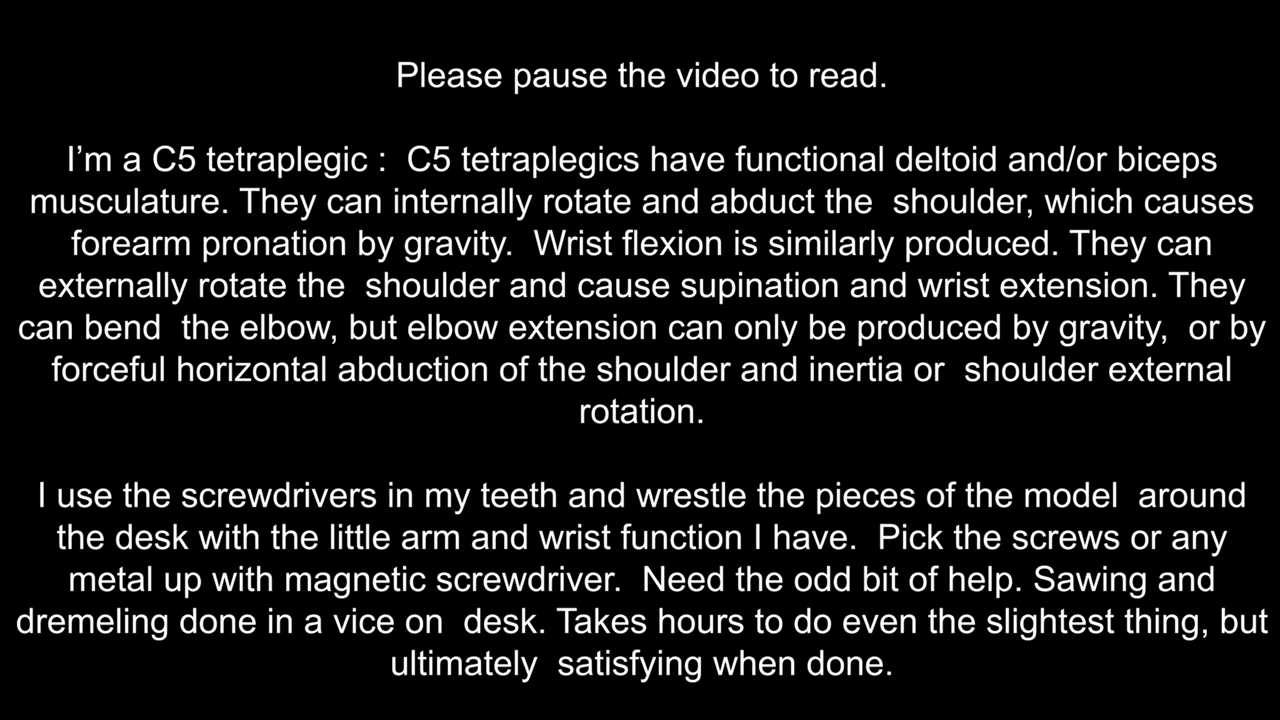 Please pause the video to read.
I’m a C5 tetraplegic :  C5 tetraplegics have functional deltoid and/or biceps
musculature. They can internally rotate and abduct the  shoulder, which causes
forearm pronation by gravity.  Wrist flexion is similarly produced. They can
externally rotate the  shoulder and cause supination and wrist extension. They
can bend  the elbow, but elbow extension can only be produced by gravity,  or by
forceful horizontal abduction of the shoulder and inertia or  shoulder external
rotation.
I use the screwdrivers in my teeth and wrestle the pieces of the model  around
the desk with the little arm and wrist function I have.  Pick the screws or any
metal up with magnetic screwdriver.  Need the odd bit of help. Sawing and
dremeling done in a vice on  desk. Takes hours to do even the slightest thing, but
ultimately  satisfying when done.